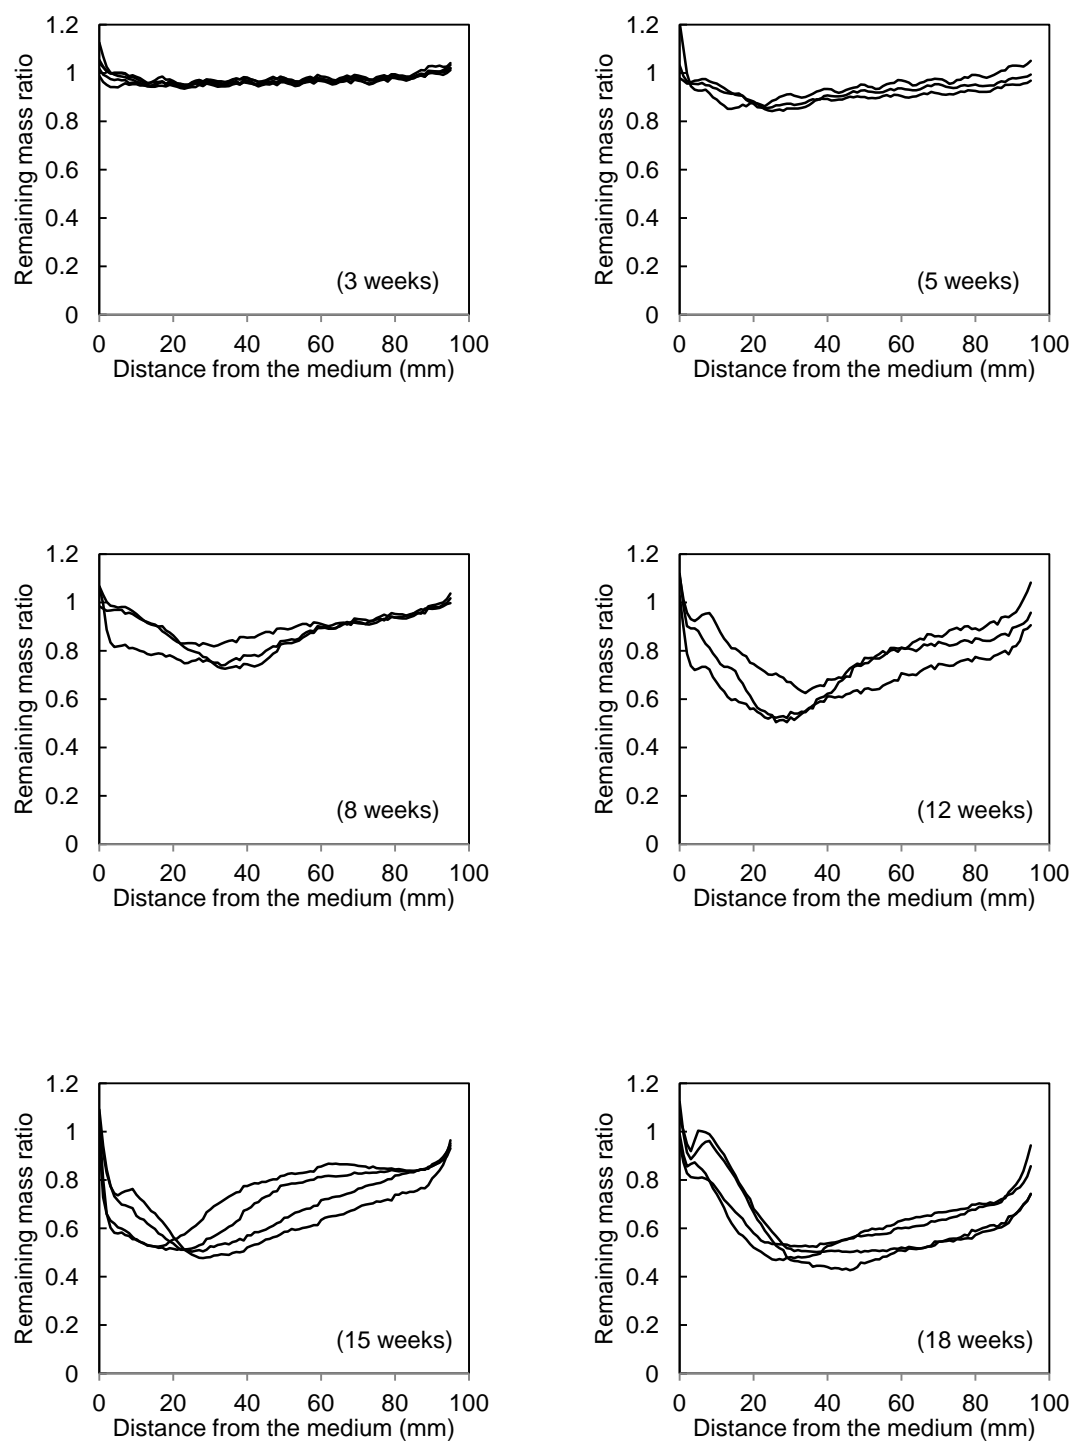 Remaining mass ratio
1.2
1
0.8
0.6
0.4
0.2
0
(3 weeks)
0 20 40 60 80 100
Distance from the medium (mm)
Remaining mass ratio
1.2
1
0.8
0.6
0.4
0.2
0
(5 weeks)
0 20 40 60 80 100
Distance from the medium (mm)
Remaining mass ratio
1.2
1
0.8
0.6
0.4
0.2
0
(8 weeks)
0 20 40 60 80 100
Distance from the medium (mm)
Remaining mass ratio
1.2
1
0.8
0.6
0.4
0.2
0
(12 weeks)
0 20 40 60 80 100
Distance from the medium (mm)
Remaining mass ratio
1.2
1
0.8
0.6
0.4
0.2
0
(15 weeks)
0 20 40 60 80 100
Distance from the medium (mm)
Remaining mass ratio
1.2
1
0.8
0.6
0.4
0.2
0
(18 weeks)
0 20 40 60 80 100
Distance from the medium (mm)